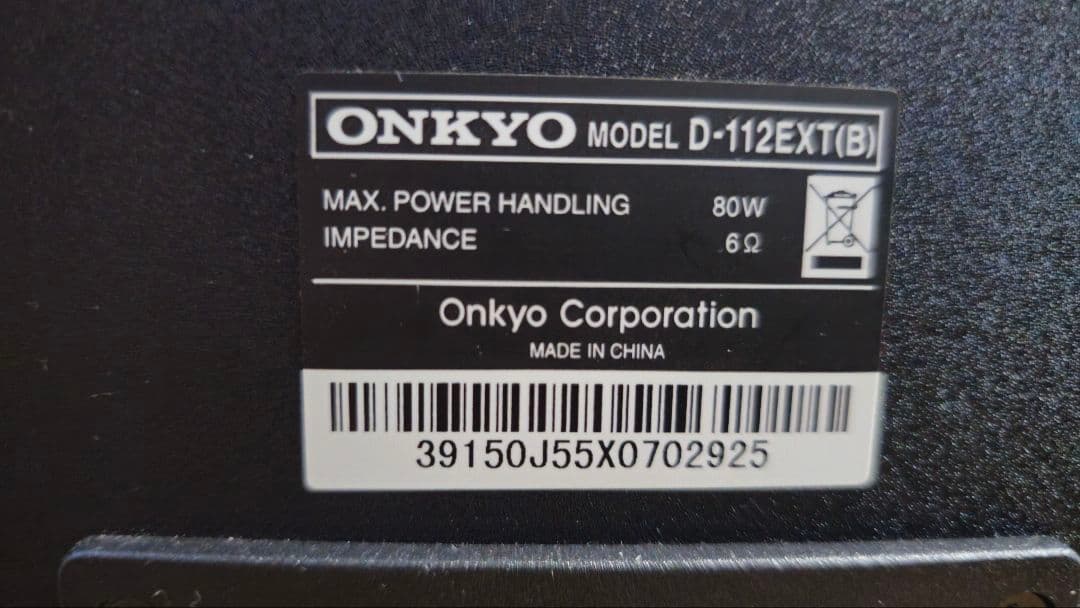 ONKYO MODEL D-112EXT(B)
MAX. POWER HANDLING 80W
IMPEDANCE 6Ω
Onkyo Corporation
MADE IN CHINA
39150J55X0702925